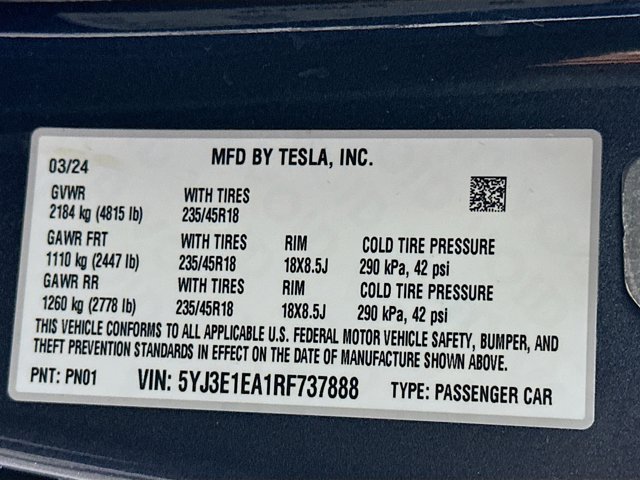 MFD BY TESLA, INC.
03/24
GVWR WITH TIRES
2184 kg (4815 lb) 235/45R18
GAWR FRT WITH TIRES RIM COLD TIRE PRESSURE
1110 kg (2447 lb) 235/45R18 18X8.5J 290 kPa, 42 psi
GAWR RR WITH TIRES RIM COLD TIRE PRESSURE
1260 kg (2778 lb) 235/45R18 18X8.5J 290 kPa, 42 psi
THIS VEHICLE CONFORMS TO ALL APPLICABLE U.S. FEDERAL MOTOR VEHICLE SAFETY, BUMPER, AND
THEFT PREVENTION STANDARDS IN EFFECT ON THE DATE OF MANUFACTURE SHOWN ABOVE.
PNT: PN01 VIN: 5YJ3E1EA1RF737888 TYPE: PASSENGER CAR